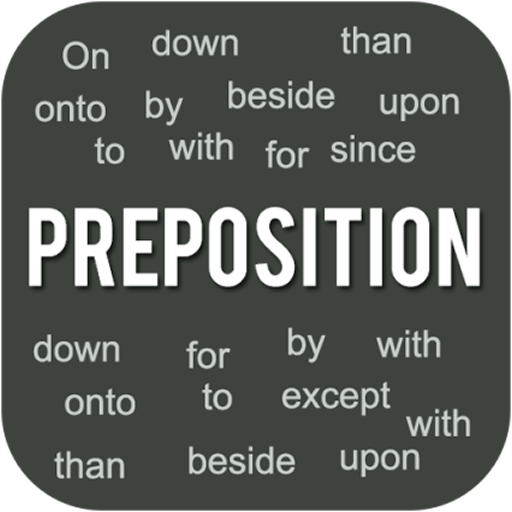 On down than
onto by beside upon
to with for since
PREPOSITION
down for by with
onto to except with
than beside upon